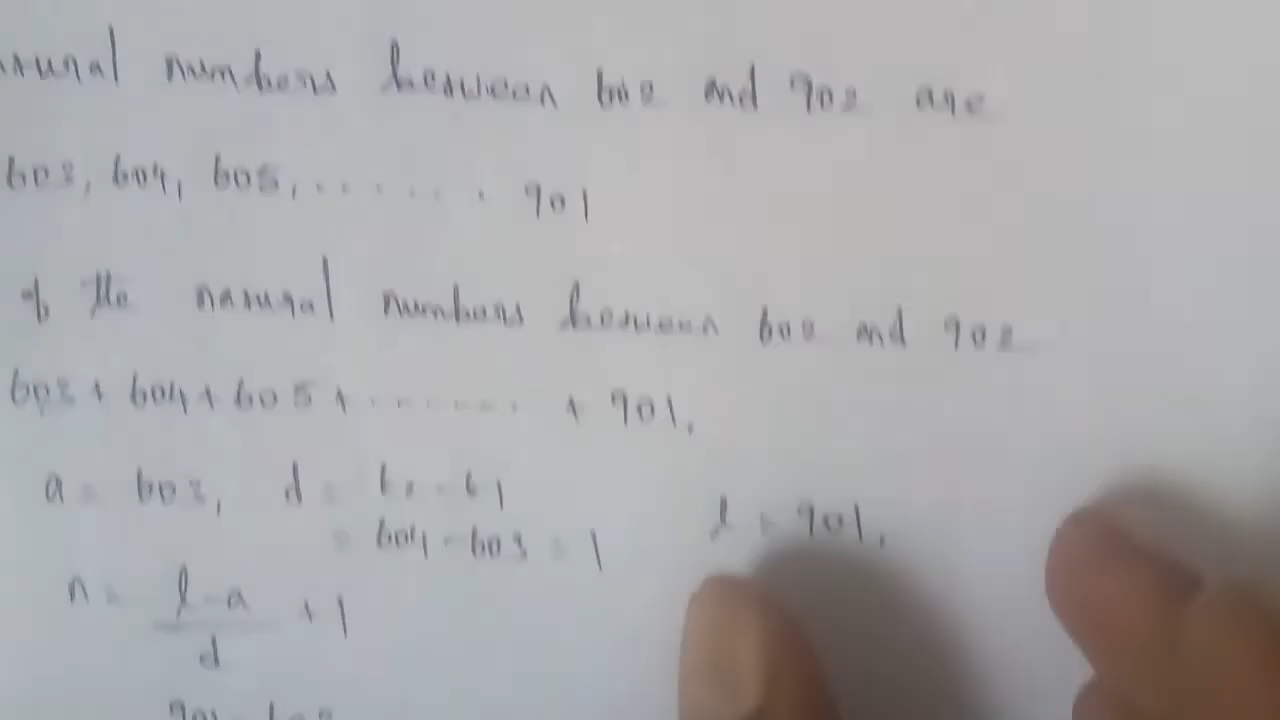 numbers between 602 and 902 are
603, 604, 605, ....... 901
of the natural numbers between 602 and 902
603 + 604 + 605 + ........ + 901.
a = 603, d = t2 - t1
= 604 - 603 = 1 l = 901.
n = l-a/d + 1